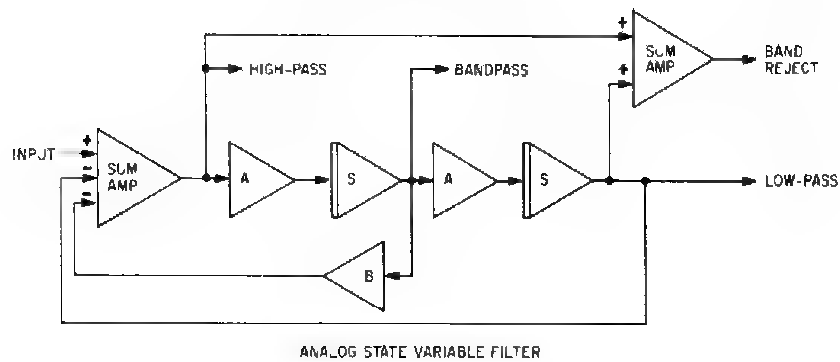 +
SUM
AMP
+
BAND
REJECT
HIGH-PASS
BANDPASS
+
INPUT
+
-
-
SUM
AMP
A
S
A
S
LOW-PASS
B
ANALOG STATE VARIABLE FILTER